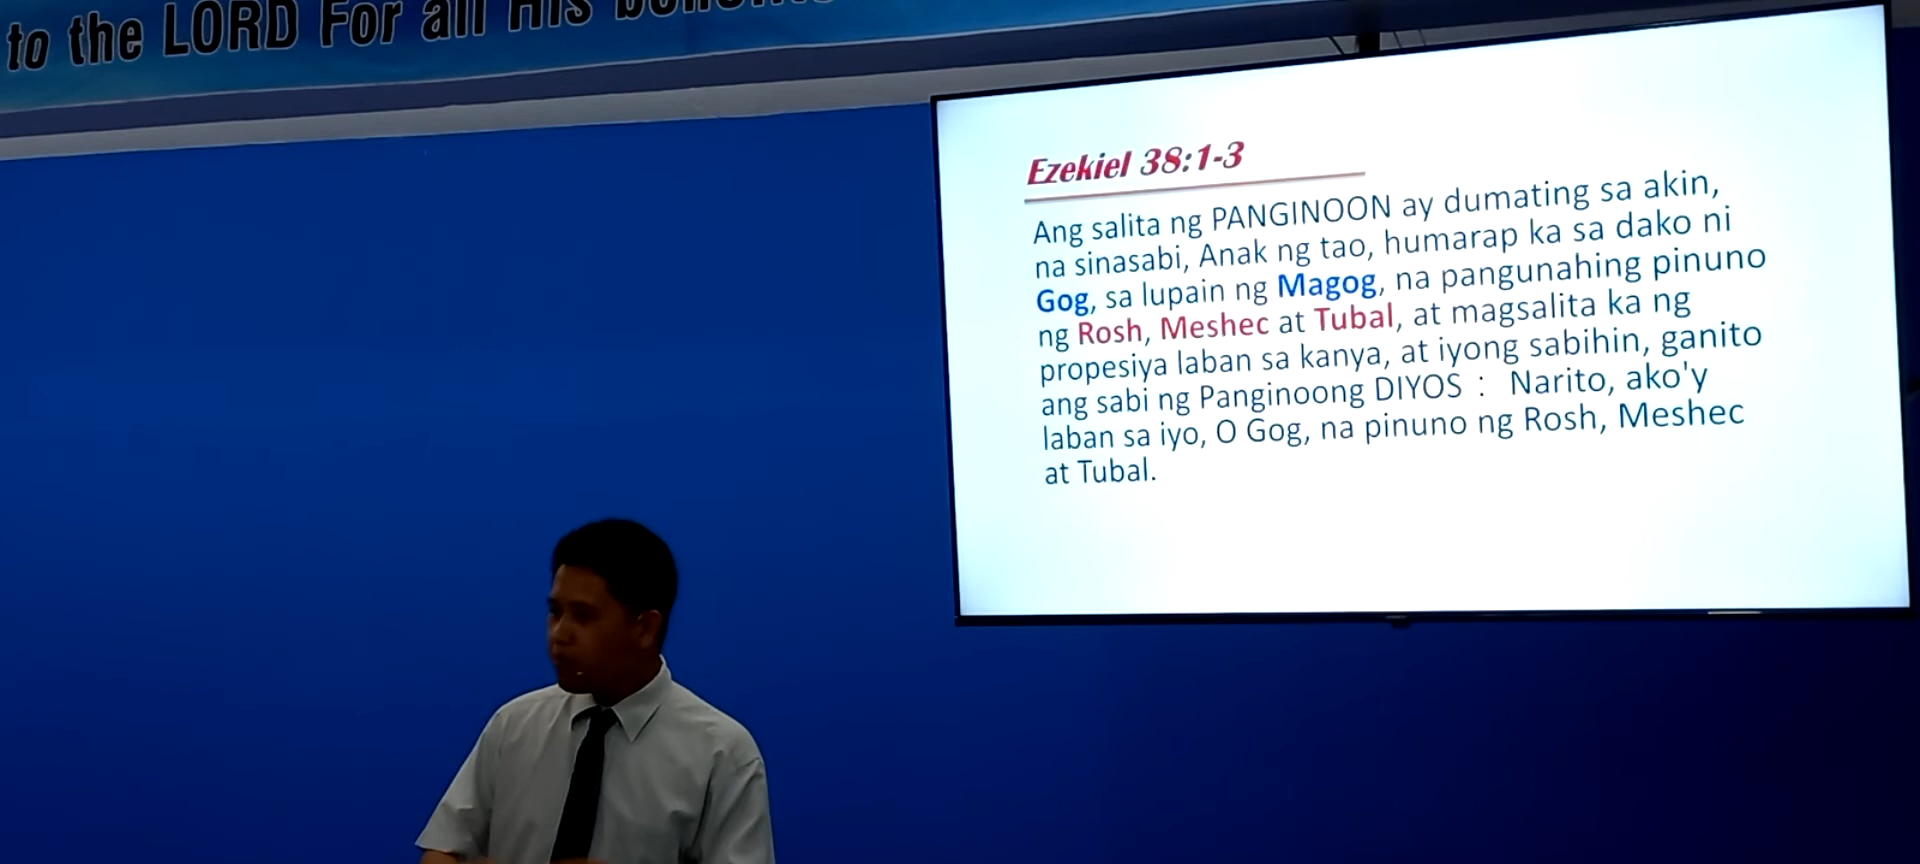 to the LORD For all His
Ezekiel 38:1-3
Ang salita ng PANGINOON ay dumating sa akin,
na sinasabi, Anak ng tao, humarap ka sa dako ni
Gog, sa lupain ng Magog, na pangunahing pinuno
ng Rosh, Meshec at Tubal, at magsalita ka ng
propesiya laban sa kanya, at iyong sabihin, ganito
ang sabi ng Panginoong DIYOS : Narito, ako'y
laban sa iyo, O Gog, na pinuno ng Rosh, Meshec
at Tubal.